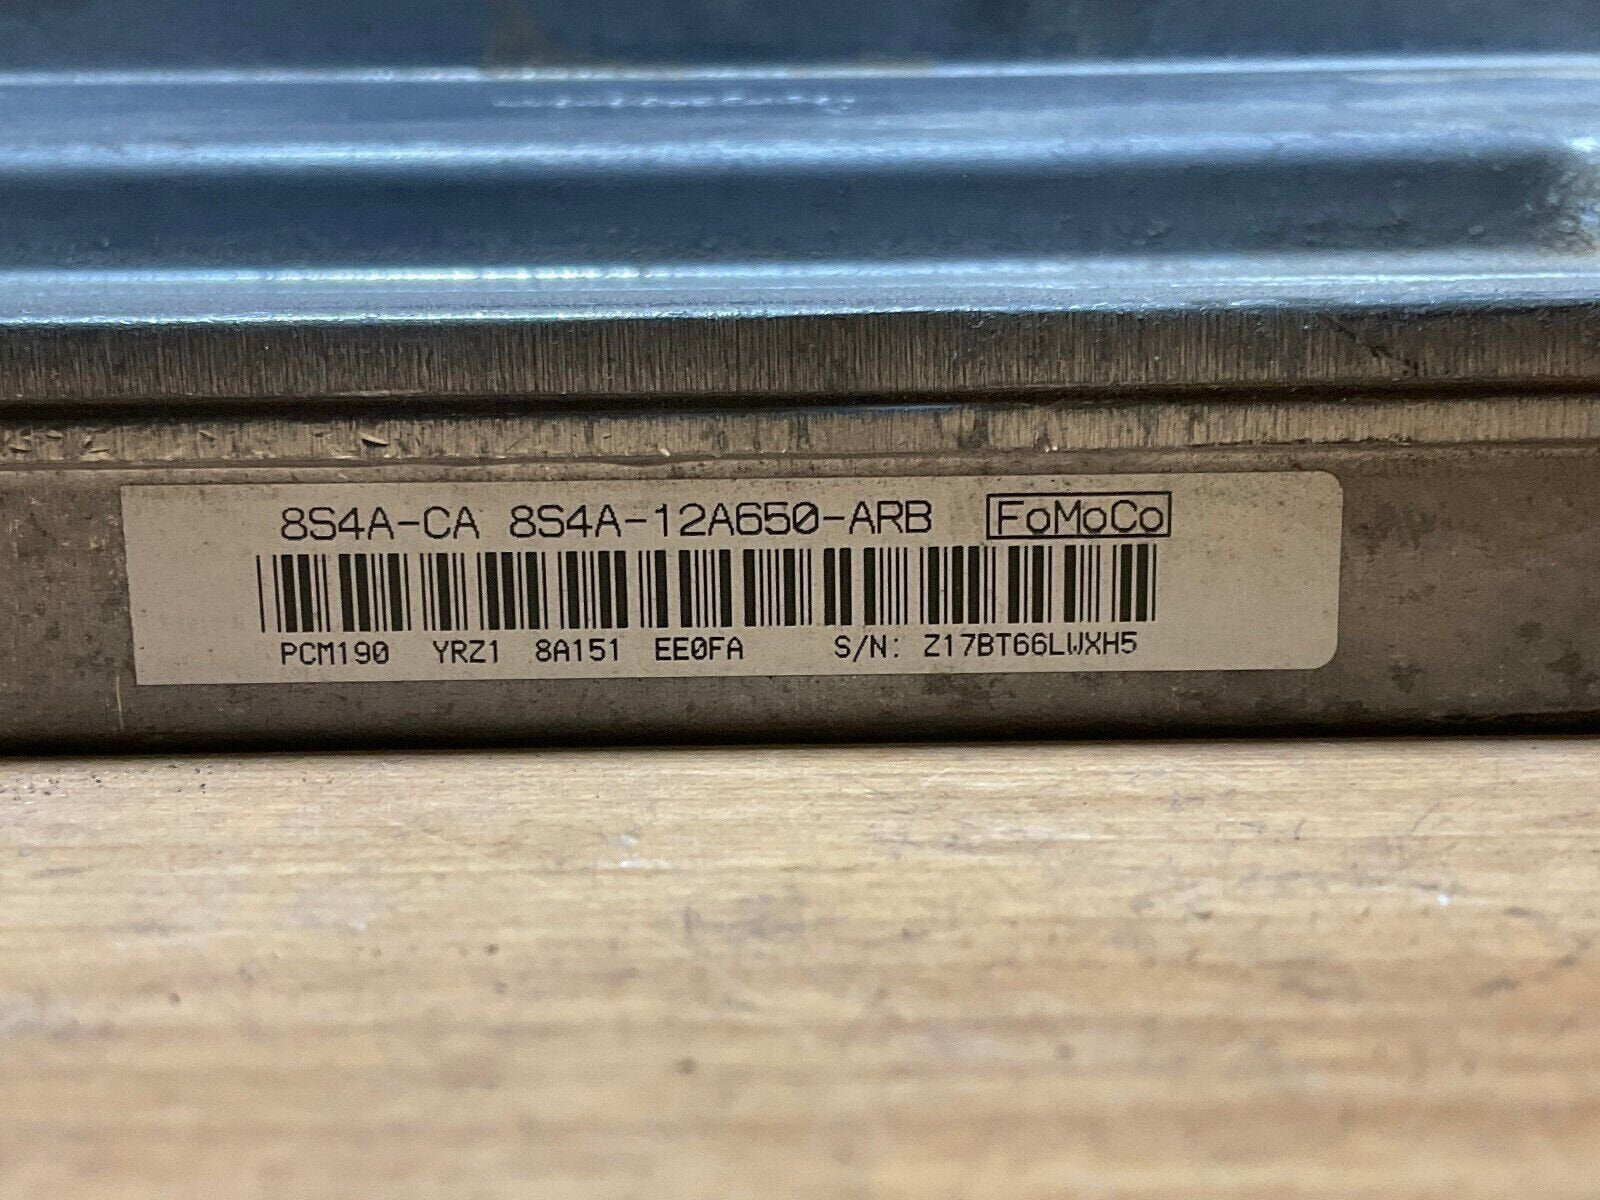 8S4A-CA 8S4A-12A650-ARB FoMoCo
PCM190 YRZ1 8A151 EE0FA S/N: Z17BT66LWXH5